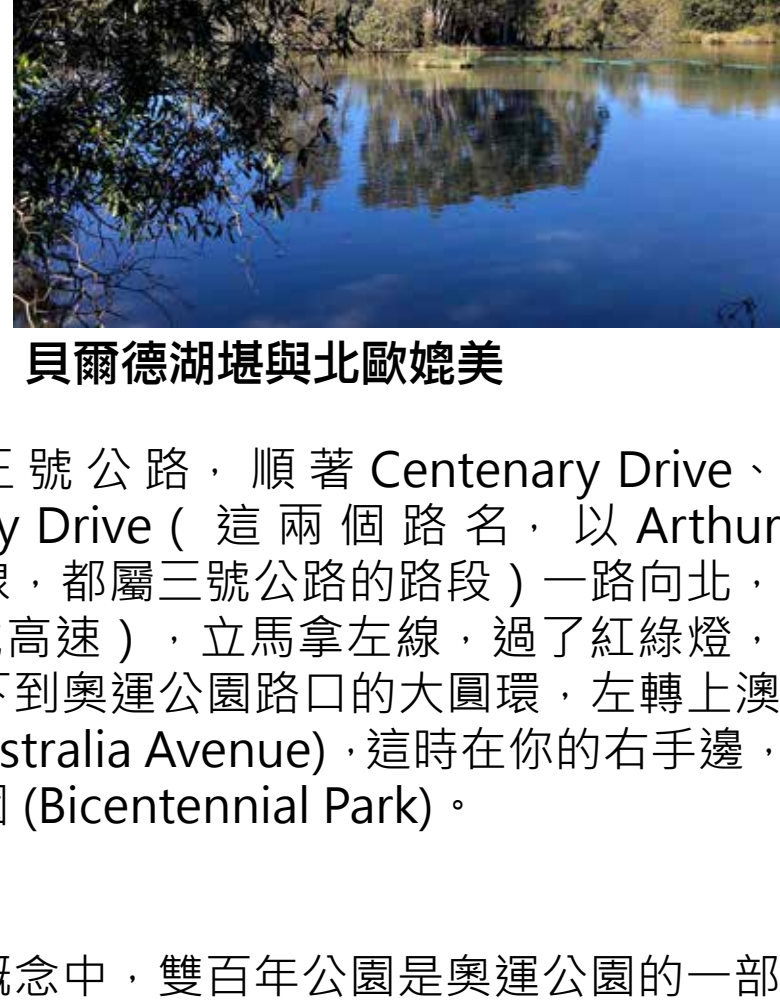 貝爾德湖堪與北歐媲美
號公路，順著 Centenary Drive、
y Drive（這兩個路名，以 Arthur
，都屬三號公路的路段）一路向北，
高速），立馬拿左線，過了紅綠燈，
下到奧運公園路口的大圓環，左轉上澳
stralia Avenue)，這時在你的右手邊，
(Bicentennial Park)。
概念中，雙百年公園是奧運公園的一部